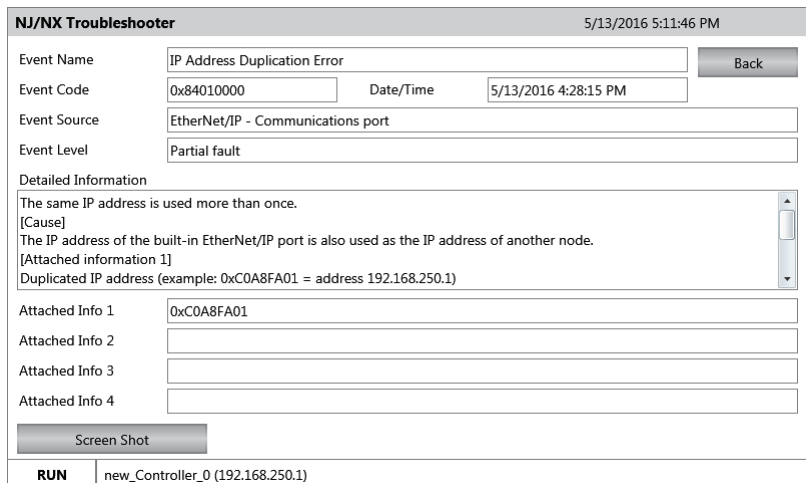 NJ/NX Troubleshooter 5/13/2016 5:11:46 PM
Event Name IP Address Duplication Error Back
Event Code 0x84010000 Date/Time 5/13/2016 4:28:15 PM
Event Source EtherNet/IP - Communications port
Event Level Partial fault
Detailed Information
The same IP address is used more than once.
[Cause]
The IP address of the built-in EtherNet/IP port is also used as the IP address of another node.
[Attached information 1]
Duplicated IP address (example: 0xC0A8FA01 = address 192.168.250.1)
Attached Info 1 0xC0A8FA01
Attached Info 2
Attached Info 3
Attached Info 4
Screen Shot
RUN new_Controller_0 (192.168.250.1)